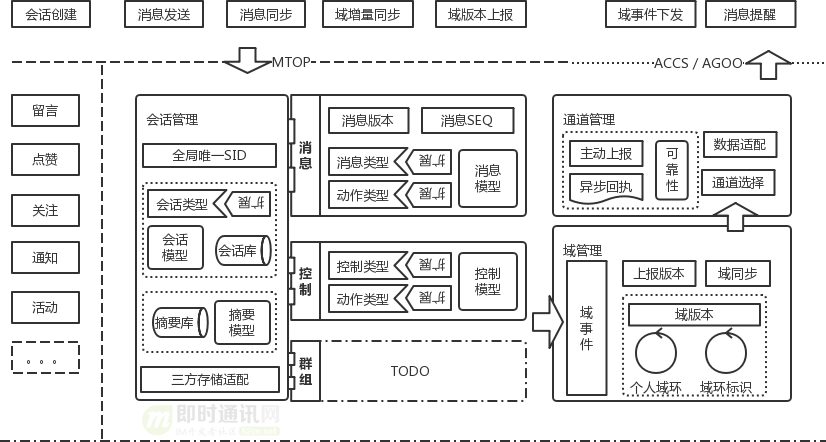 会话创建
消息发送
消息同步
域增量同步
域版本上报
域事件下发
消息提醒
MTOP
ACCS / AGOO
留言
点赞
关注
通知
活动
。。。
会话管理
全局唯一SID
会话类型
扩展
会话
模型
会话库
摘要库
摘要
模型
三方存储适配
消息
消息版本
消息SEQ
消息类型
扩展
动作类型
扩展
消息
模型
控制
控制类型
扩展
动作类型
扩展
控制
模型
群组
TODO
通道管理
主动上报
异步回执
可靠性
数据适配
通道选择
域管理
域事件
上报版本
域同步
域版本
个人域环
域环标识
即时通讯网